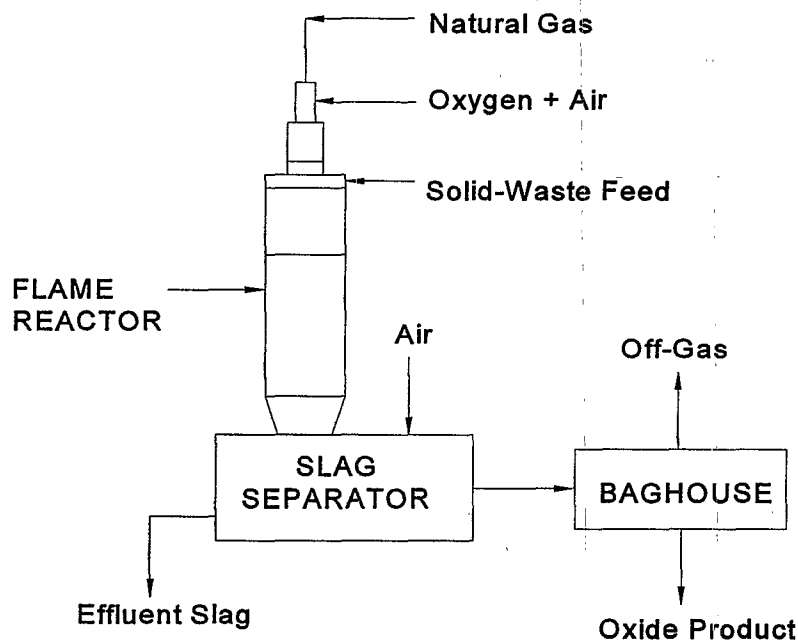 Natural Gas
Oxygen + Air
Solid-Waste Feed
FLAME
REACTOR
Air
Off-Gas
SLAG
SEPARATOR
BAGHOUSE
Effluent Slag
Oxide Product